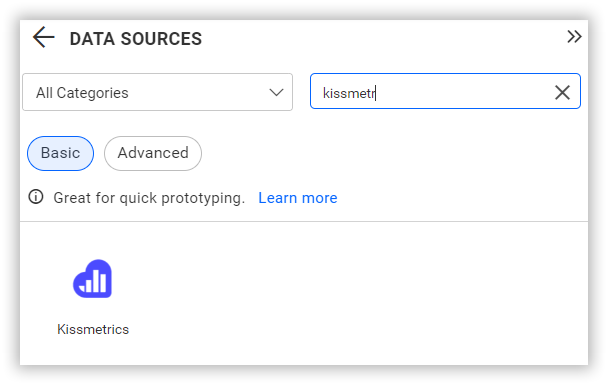 DATA SOURCES
All Categories
kissmetr
Basic Advanced
Great for quick prototyping. Learn more
Kissmetrics